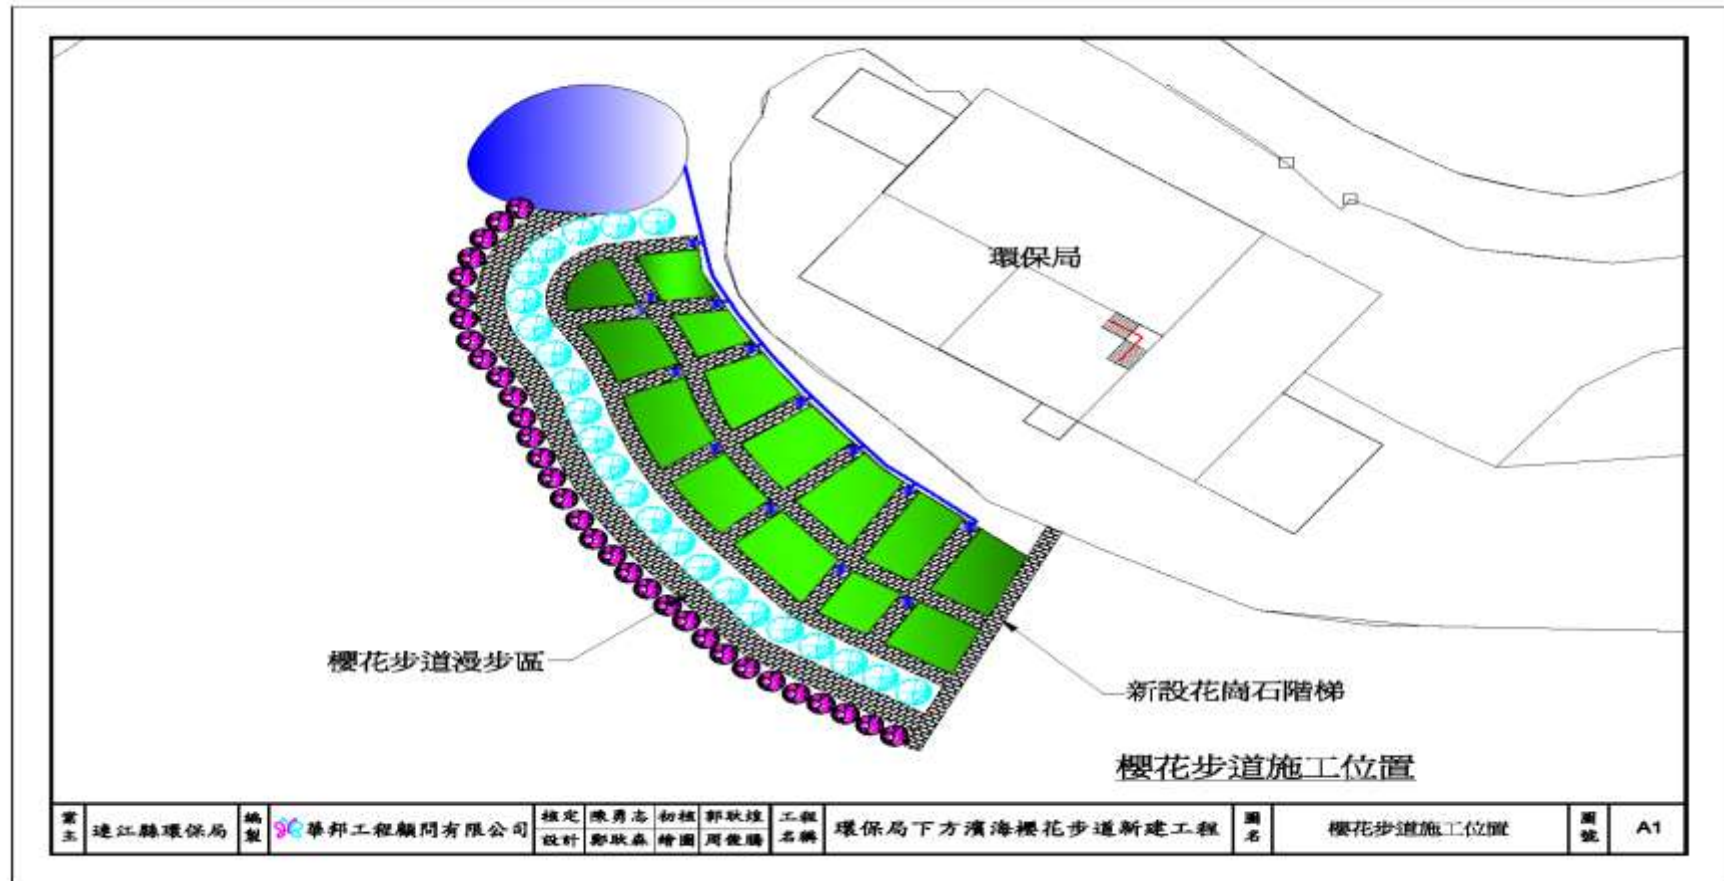 環保局
櫻花步道漫步區
新設花崗石階梯
櫻花步道施工位置
業主
連江縣環保局
編製
華邦工程顧問有限公司
核定
陳勇志
初核
郭耿煌
設計
鄭耿森
繪圖
周俊騰
工程名稱
環保局下方濱海櫻花步道新建工程
圖名
櫻花步道施工位置
圖號
A1